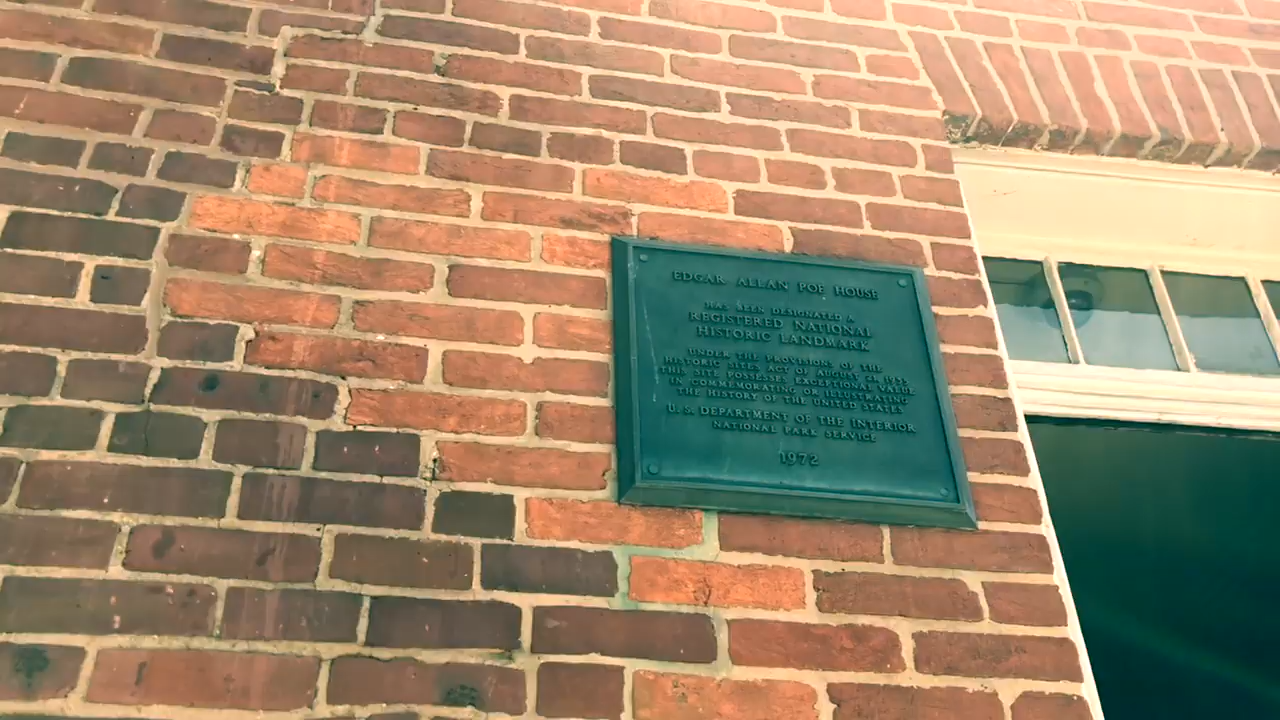 EDGAR ALLAN POE HOUSE
HAS BEEN DESIGNATED A
REGISTERED NATIONAL
HISTORIC LANDMARK
UNDER THE PROVISIONS OF THE
HISTORIC SITES ACT OF AUGUST 21, 1935
THIS SITE POSSESSES EXCEPTIONAL VALUE
IN COMMEMORATING OR ILLUSTRATING
THE HISTORY OF THE UNITED STATES
U.S. DEPARTMENT OF THE INTERIOR
NATIONAL PARK SERVICE
1972